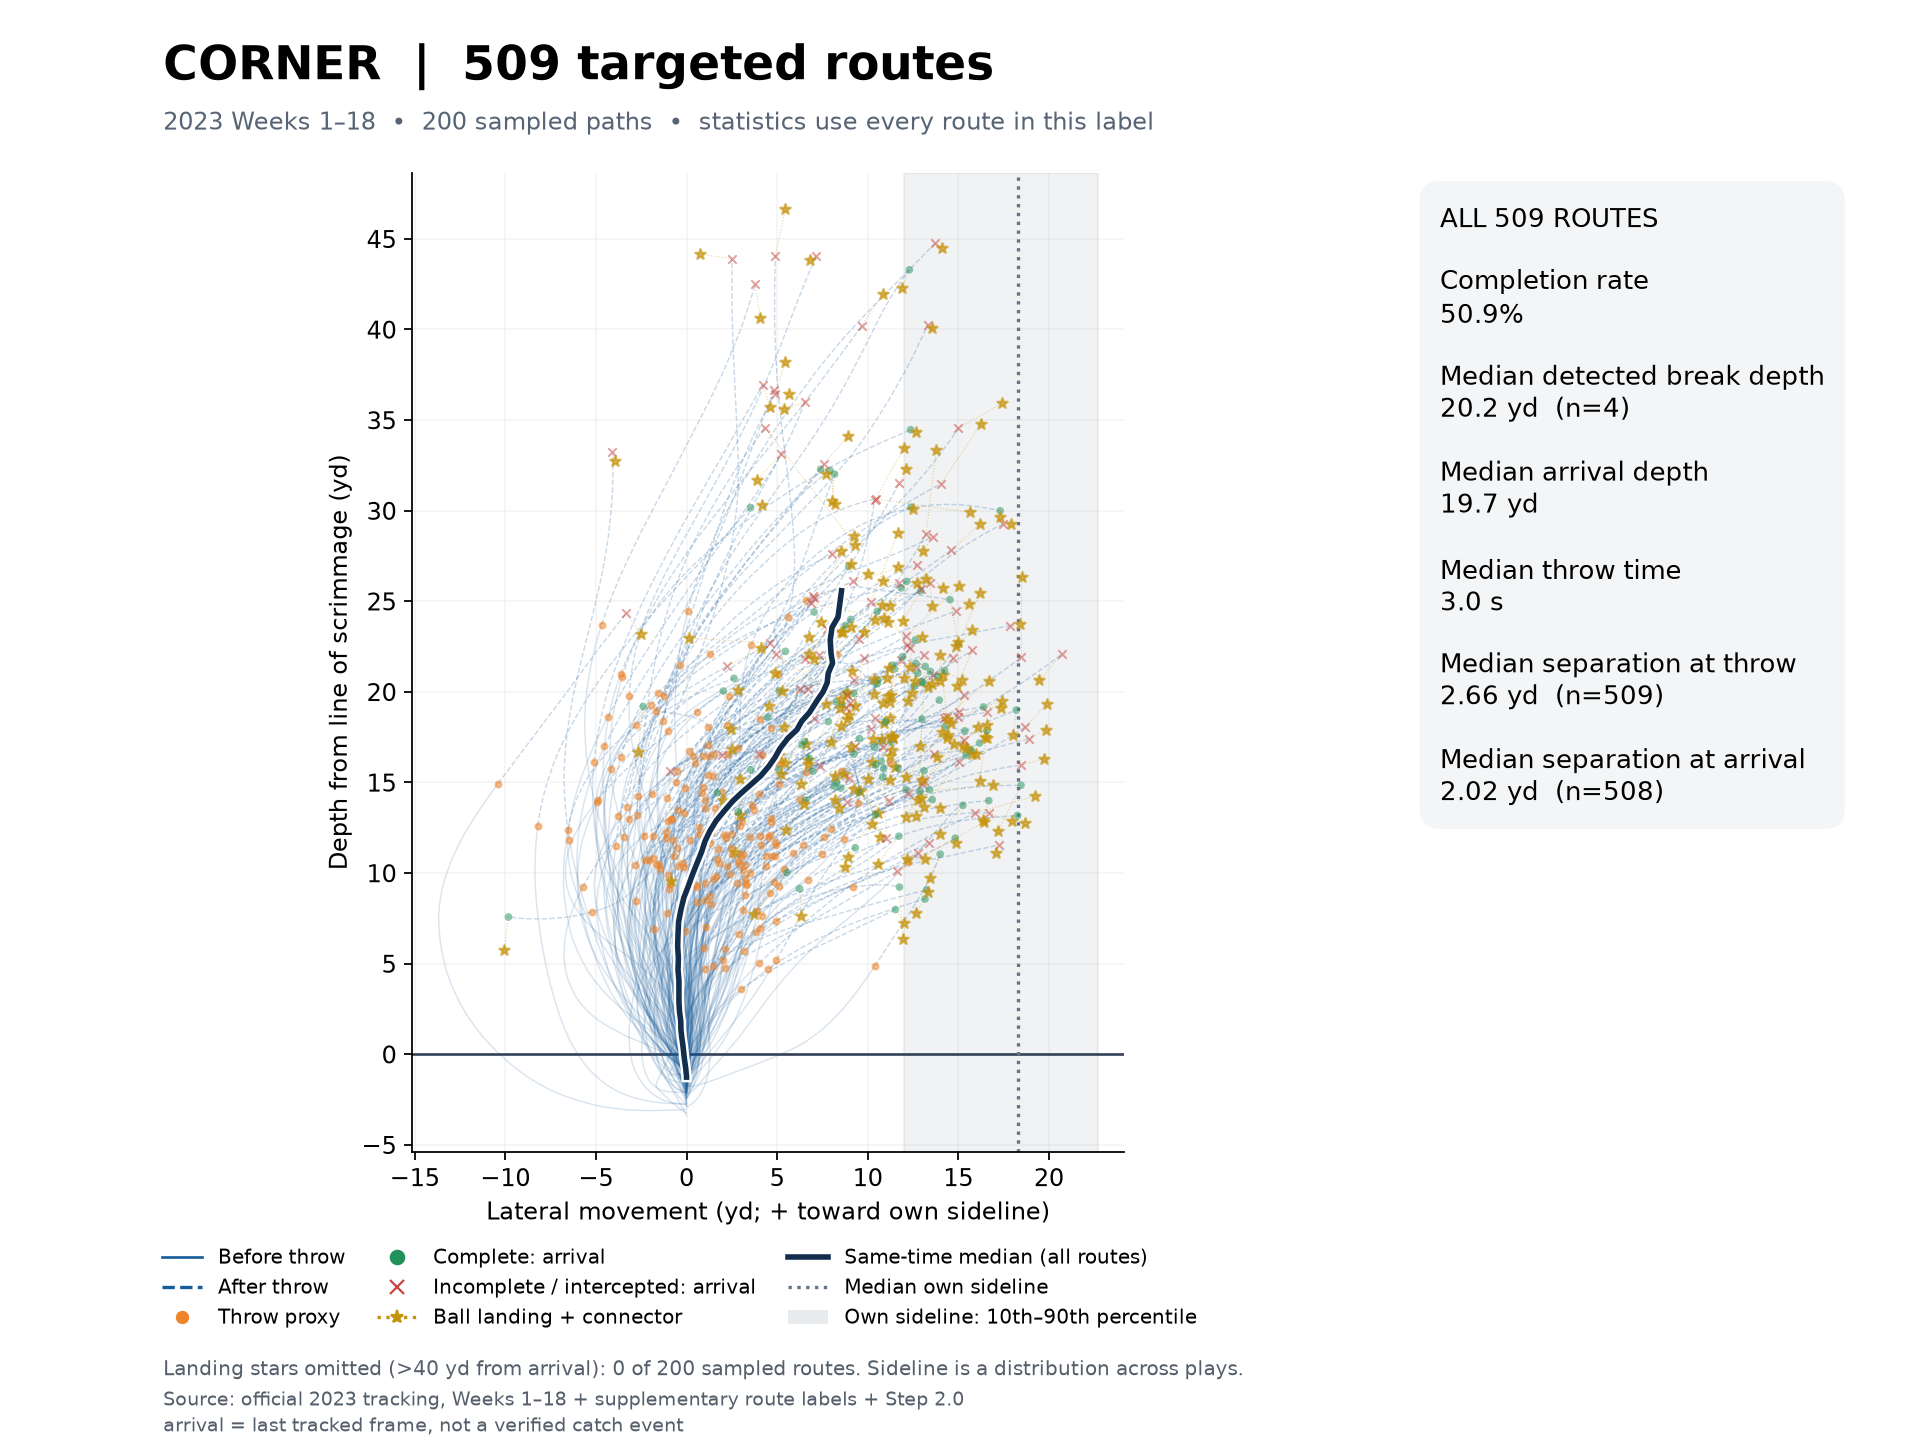 CORNER | 509 targeted routes
2023 Weeks 1–18 • 200 sampled paths • statistics use every route in this label
ALL 509 ROUTES
Completion rate
50.9%
Median detected break depth
20.2 yd (n=4)
Median arrival depth
19.7 yd
Median throw time
3.0 s
Median separation at throw
2.66 yd (n=509)
Median separation at arrival
2.02 yd (n=508)
Depth from line of scrimmage (yd)
45
40
35
30
25
20
15
10
5
0
−5
−15 −10 −5 0 5 10 15 20
Lateral movement (yd; + toward own sideline)
Before throw
After throw
Throw proxy
Complete: arrival
Incomplete / intercepted: arrival
Ball landing + connector
Same-time median (all routes)
Median own sideline
Own sideline: 10th–90th percentile
Landing stars omitted (>40 yd from arrival): 0 of 200 sampled routes. Sideline is a distribution across plays.
Source: official 2023 tracking, Weeks 1–18 + supplementary route labels + Step 2.0
arrival = last tracked frame, not a verified catch event